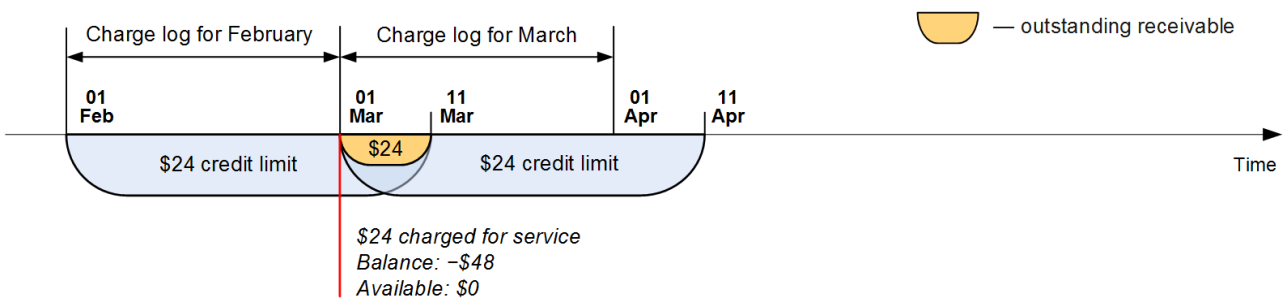 Charge log for February
Charge log for March
— outstanding receivable
01
Feb
01
Mar
11
Mar
01
Apr
11
Apr
$24 credit limit
$24
$24 credit limit
Time
$24 charged for service
Balance: −$48
Available: $0